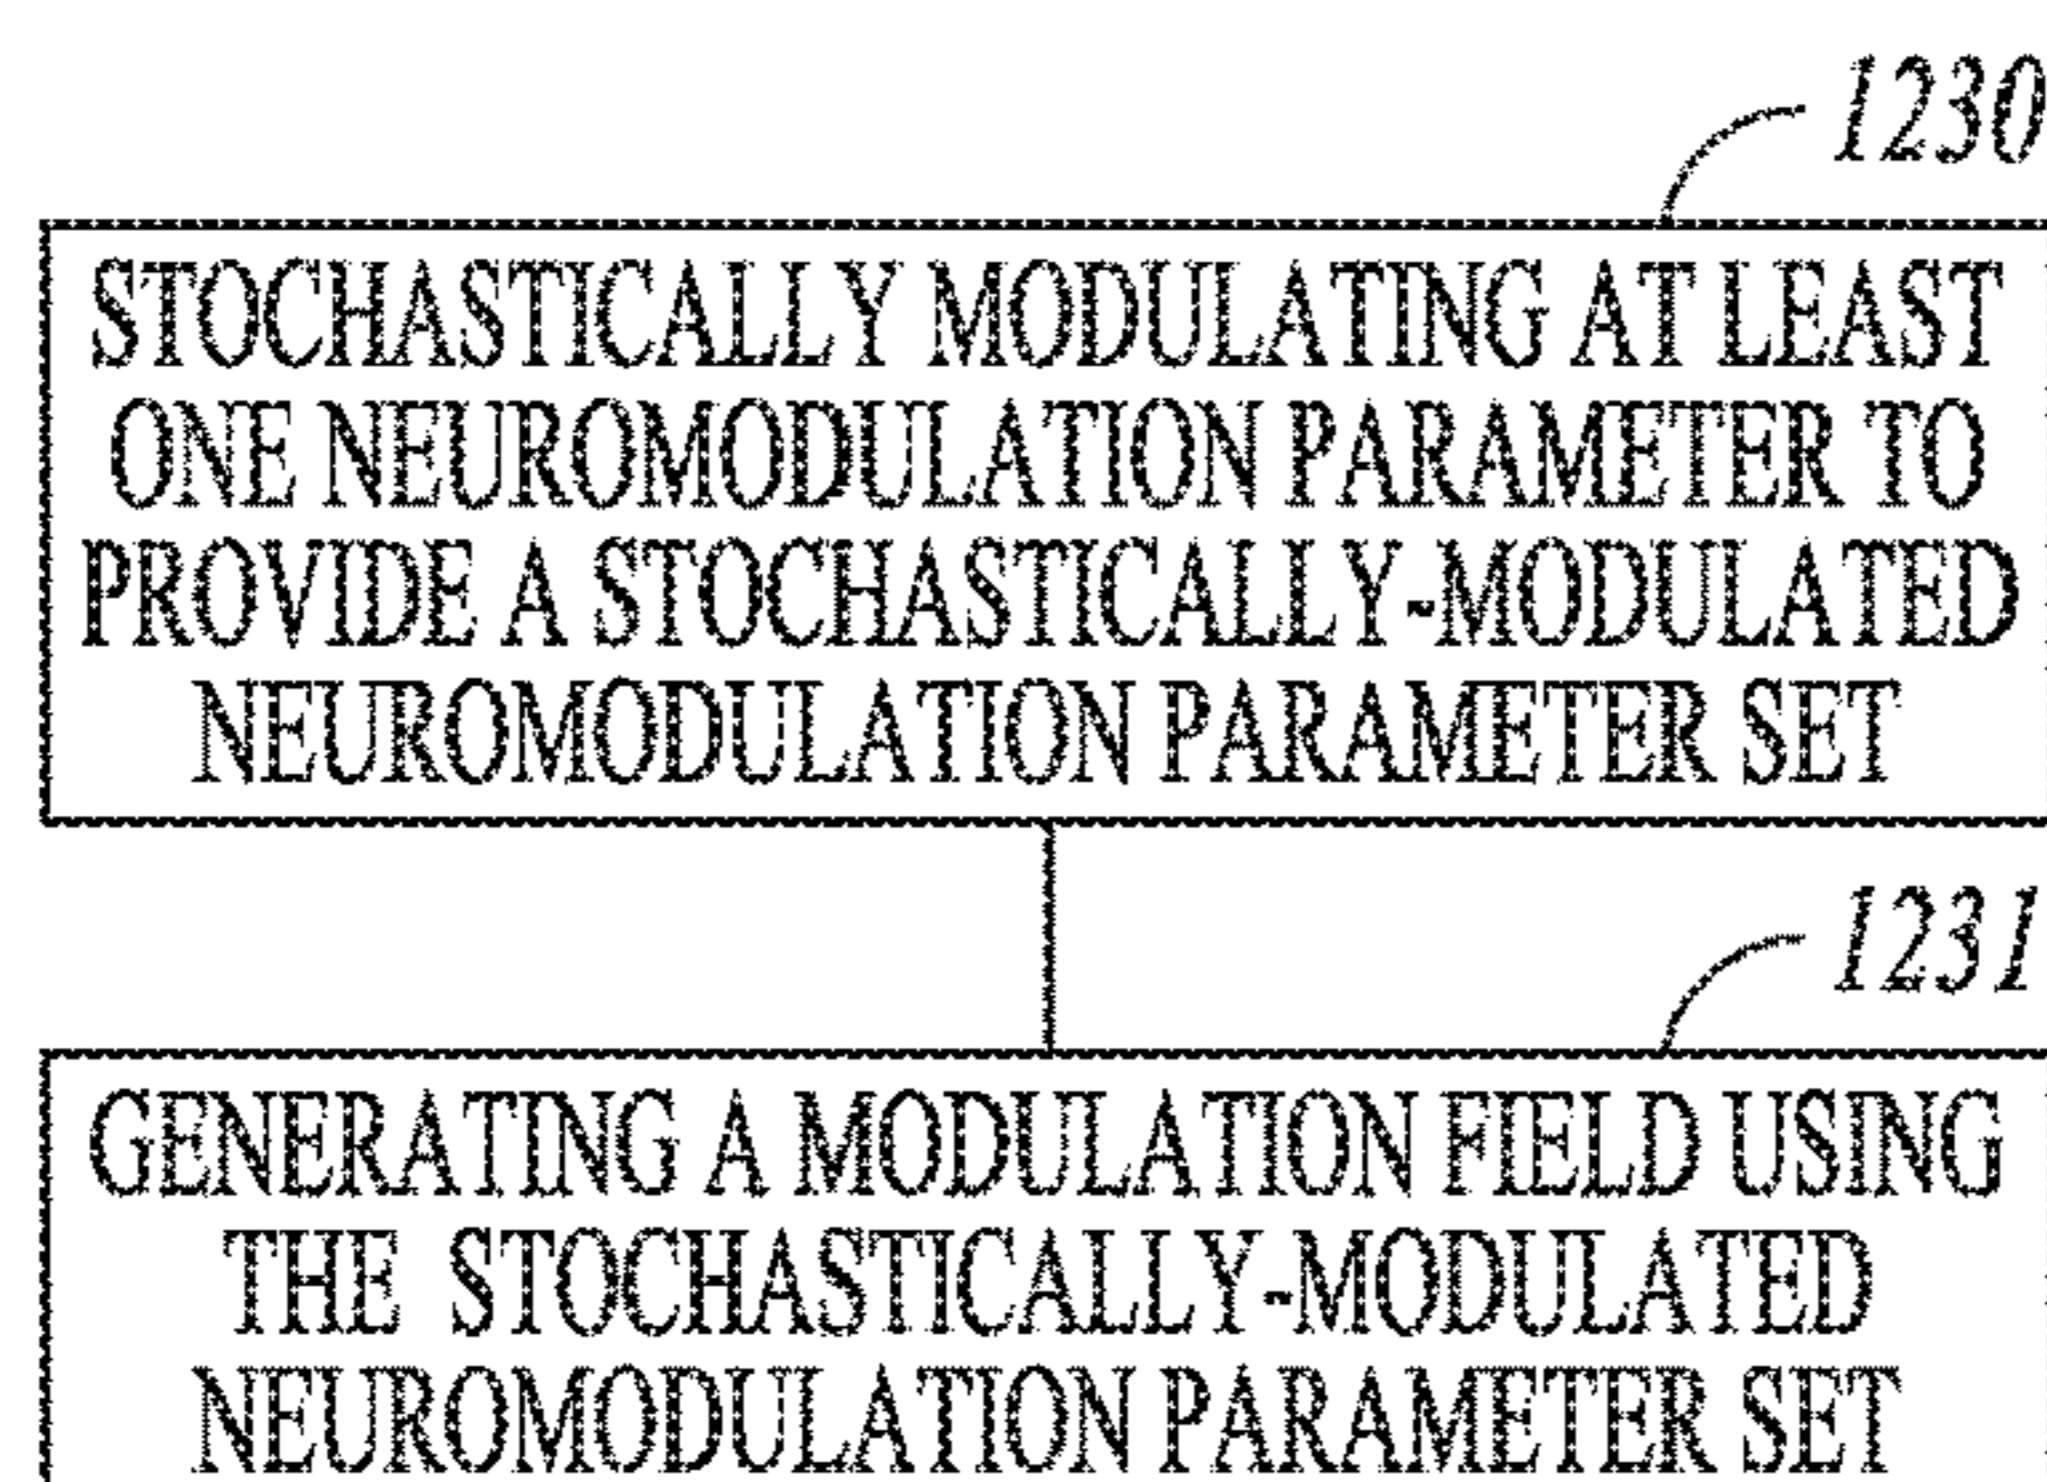 1230
STOCHASTICALLY MODULATING AT LEAST
ONE NEUROMODULATION PARAMETER TO
PROVIDE A STOCHASTICALLY-MODULATED
NEUROMODULATION PARAMETER SET
1231
GENERATING A MODULATION FIELD USING
THE STOCHASTICALLY-MODULATED
NEUROMODULATION PARAMETER SET